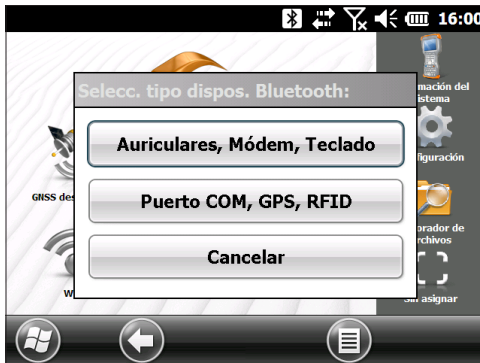 16:00
Selecc. tipo dispos. Bluetooth:
Auriculares, Módem, Teclado
Puerto COM, GPS, RFID
Cancelar
GNSS des
mación del
istema
figuración
orador de
rchivos
Sin asignar